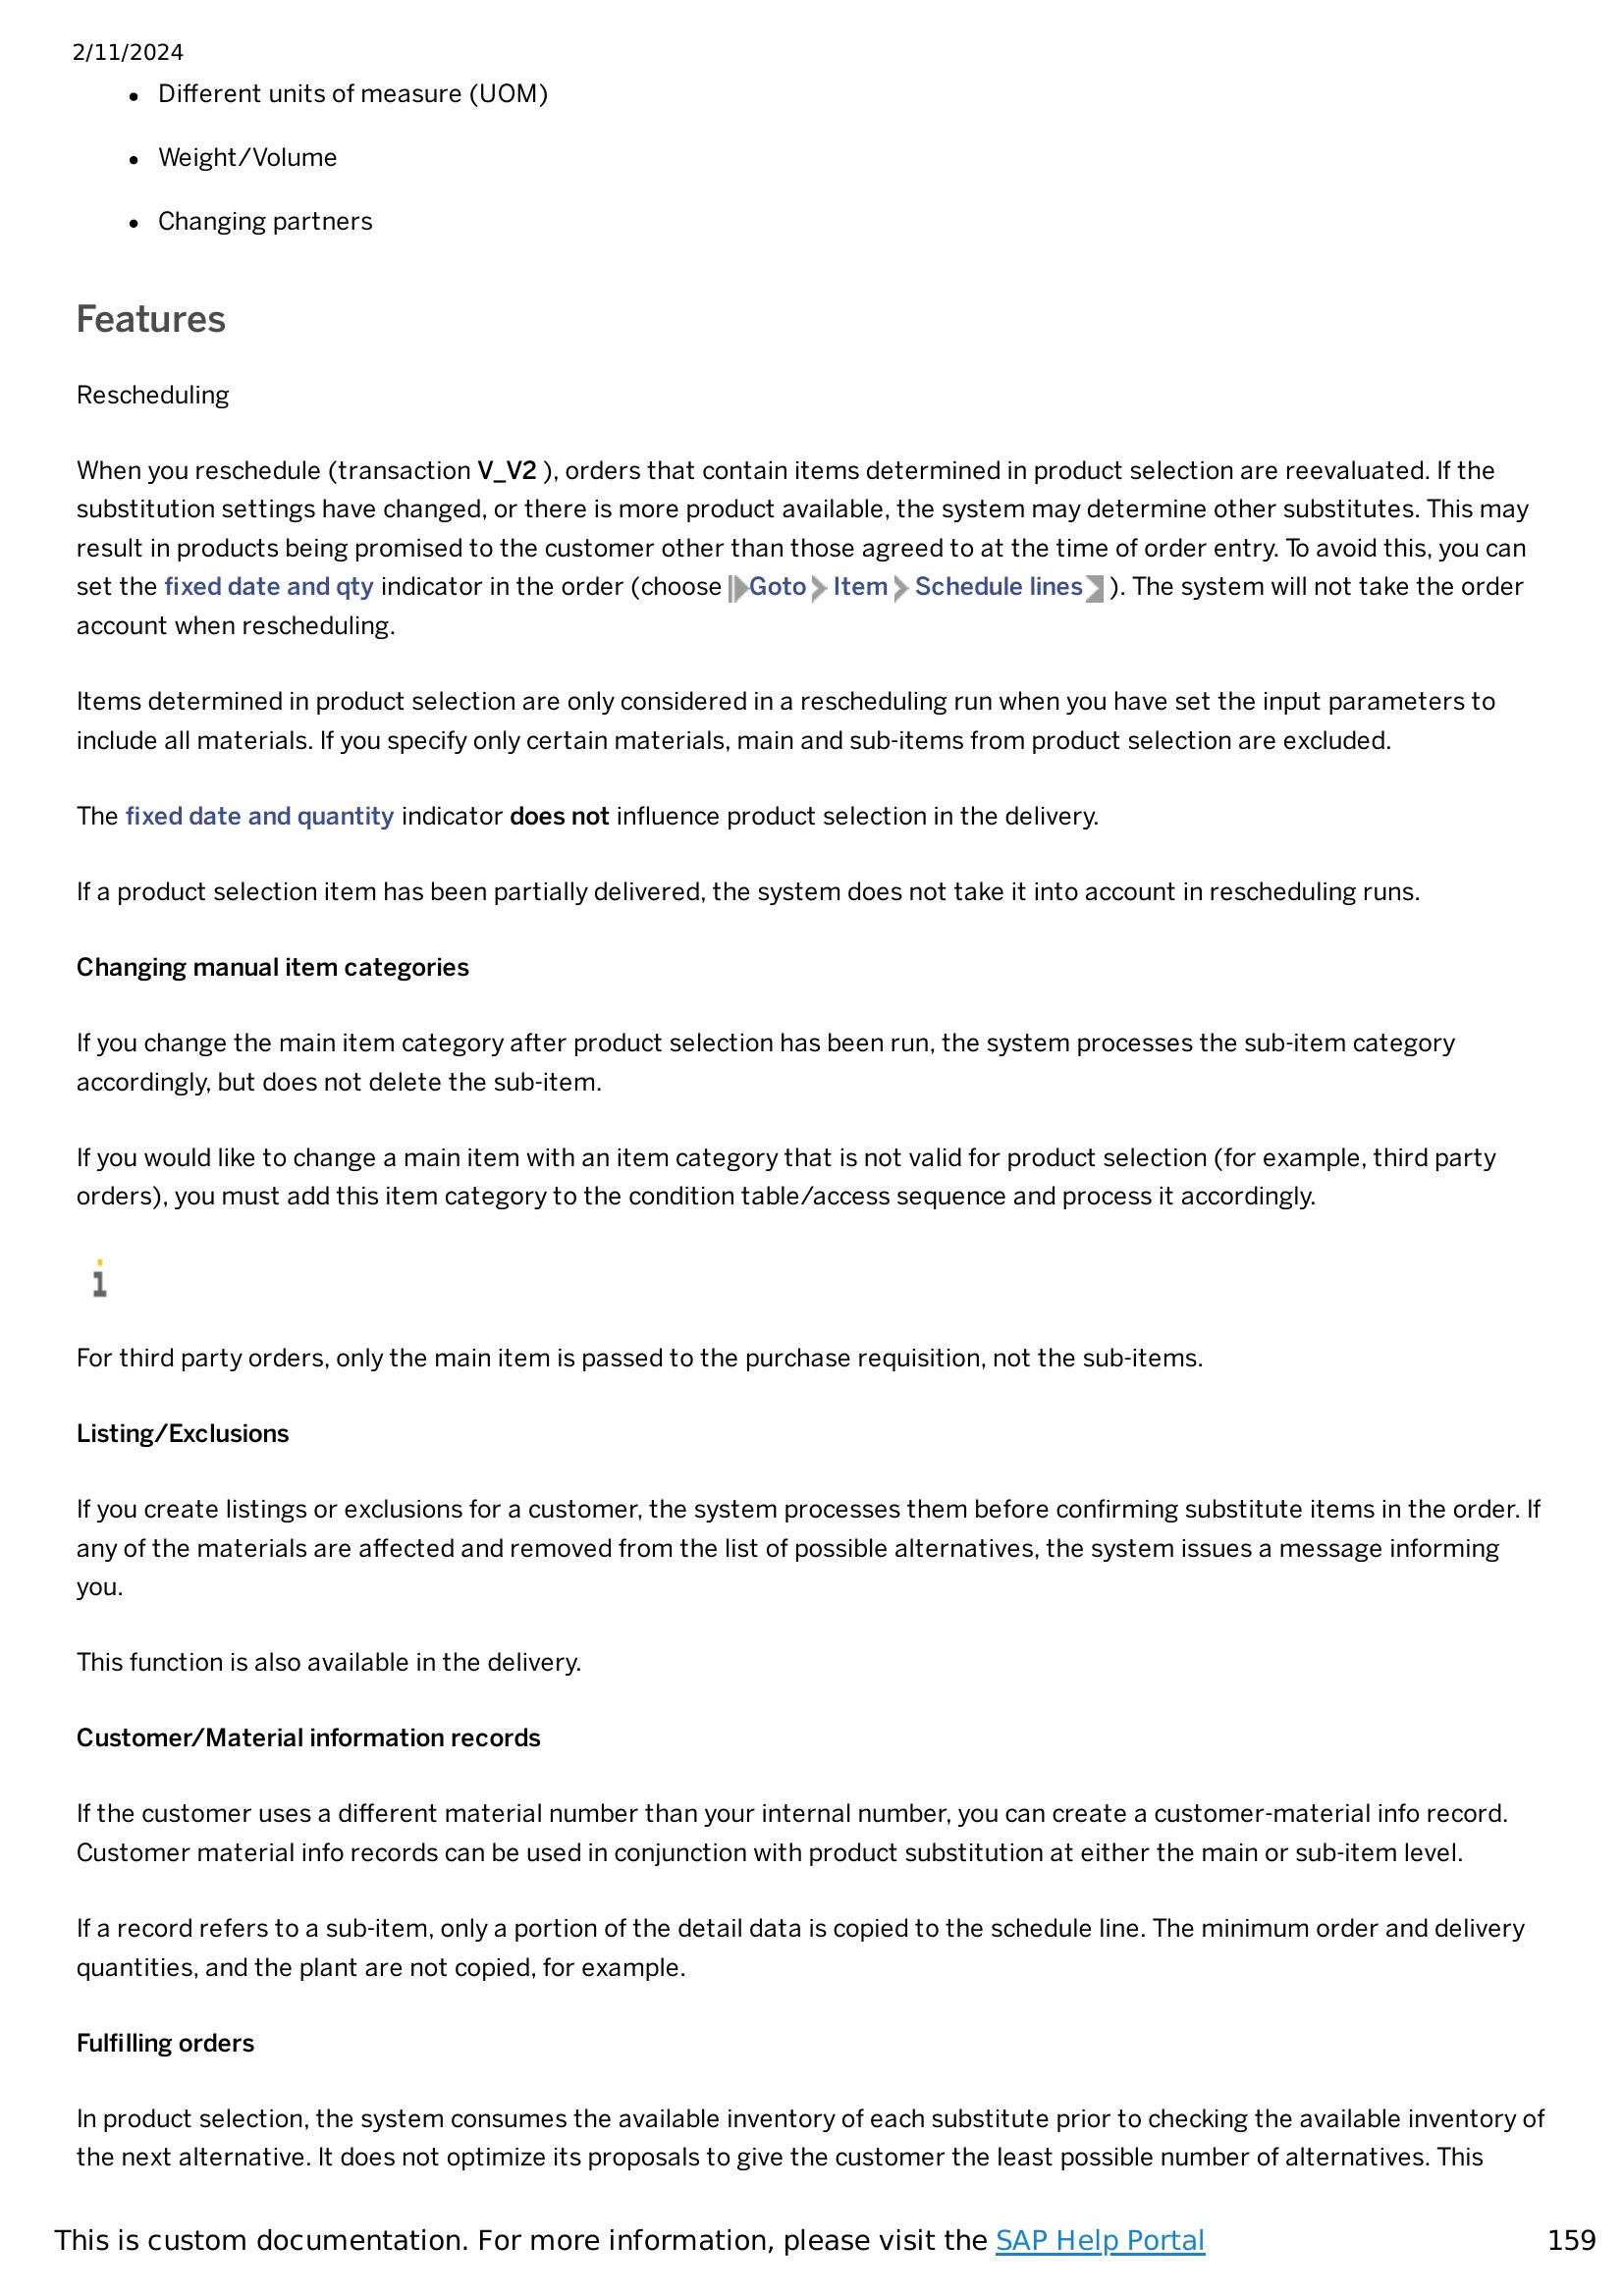 2/11/2024
• Different units of measure (UOM)
• Weight/Volume
• Changing partners
Features
Rescheduling
When you reschedule (transaction V_V2 ), orders that contain items determined in product selection are reevaluated. If the
substitution settings have changed, or there is more product available, the system may determine other substitutes. This may
result in products being promised to the customer other than those agreed to at the time of order entry. To avoid this, you can
set the fixed date and qty indicator in the order (choose Goto Item Schedule lines ). The system will not take the order
account when rescheduling.
Items determined in product selection are only considered in a rescheduling run when you have set the input parameters to
include all materials. If you specify only certain materials, main and sub-items from product selection are excluded.
The fixed date and quantity indicator does not influence product selection in the delivery.
If a product selection item has been partially delivered, the system does not take it into account in rescheduling runs.
Changing manual item categories
If you change the main item category after product selection has been run, the system processes the sub-item category
accordingly, but does not delete the sub-item.
If you would like to change a main item with an item category that is not valid for product selection (for example, third party
orders), you must add this item category to the condition table/access sequence and process it accordingly.
i
For third party orders, only the main item is passed to the purchase requisition, not the sub-items.
Listing/Exclusions
If you create listings or exclusions for a customer, the system processes them before confirming substitute items in the order. If
any of the materials are affected and removed from the list of possible alternatives, the system issues a message informing
you.
This function is also available in the delivery.
Customer/Material information records
If the customer uses a different material number than your internal number, you can create a customer-material info record.
Customer material info records can be used in conjunction with product substitution at either the main or sub-item level.
If a record refers to a sub-item, only a portion of the detail data is copied to the schedule line. The minimum order and delivery
quantities, and the plant are not copied, for example.
Fulfilling orders
In product selection, the system consumes the available inventory of each substitute prior to checking the available inventory of
the next alternative. It does not optimize its proposals to give the customer the least possible number of alternatives. This
This is custom documentation. For more information, please visit the SAP Help Portal 159